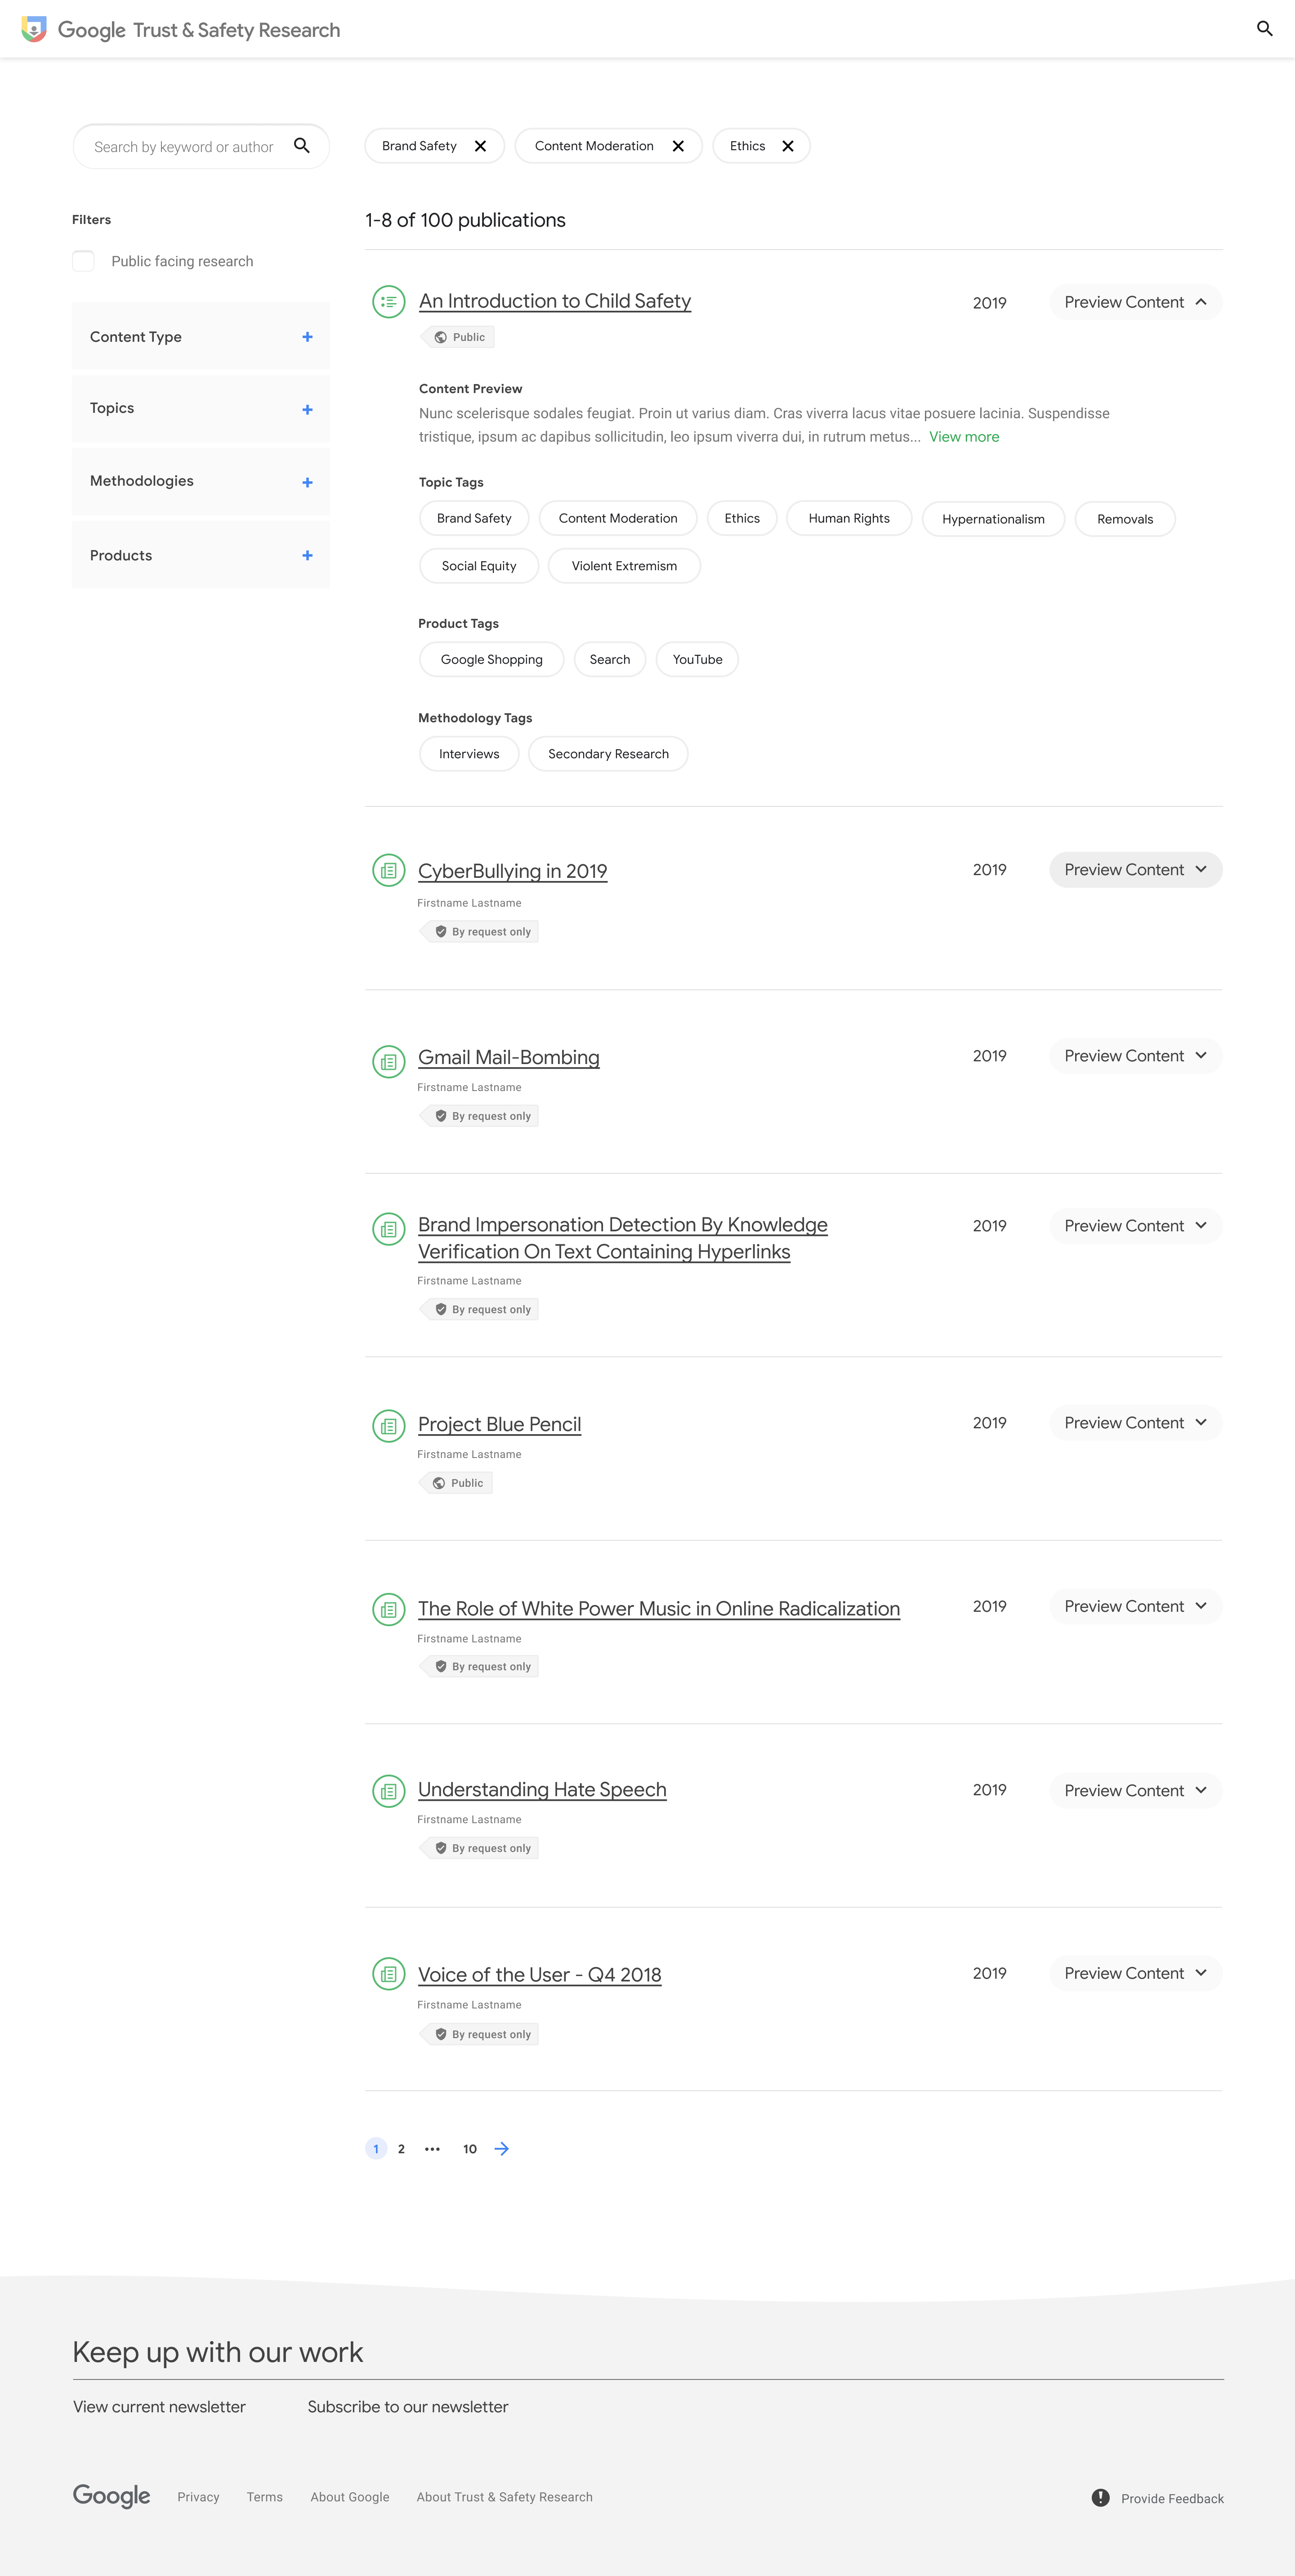 Google Trust & Safety Research
Search by keyword or author
Brand Safety
Content Moderation
Ethics
Filters
Public facing research
Content Type
Topics
Methodologies
Products
1-8 of 100 publications
An Introduction to Child Safety
2019
Preview Content
Public
Content Preview
Nunc scelerisque sodales feugiat. Proin ut varius diam. Cras viverra lacus vitae posuere lacinia. Suspendisse
tristique, ipsum ac dapibus sollicitudin, leo ipsum viverra dui, in rutrum metus... View more
Topic Tags
Brand Safety
Content Moderation
Ethics
Human Rights
Hypernationalism
Removals
Social Equity
Violent Extremism
Product Tags
Google Shopping
Search
YouTube
Methodology Tags
Interviews
Secondary Research
CyberBullying in 2019
2019
Preview Content
Firstname Lastname
By request only
Gmail Mail-Bombing
2019
Preview Content
Firstname Lastname
By request only
Brand Impersonation Detection By Knowledge
Verification On Text Containing Hyperlinks
2019
Preview Content
Firstname Lastname
By request only
Project Blue Pencil
2019
Preview Content
Firstname Lastname
Public
The Role of White Power Music in Online Radicalization
2019
Preview Content
Firstname Lastname
By request only
Understanding Hate Speech
2019
Preview Content
Firstname Lastname
By request only
Voice of the User - Q4 2018
2019
Preview Content
Firstname Lastname
By request only
1 2 ... 10
Keep up with our work
View current newsletter
Subscribe to our newsletter
Google
Privacy
Terms
About Google
About Trust & Safety Research
Provide Feedback